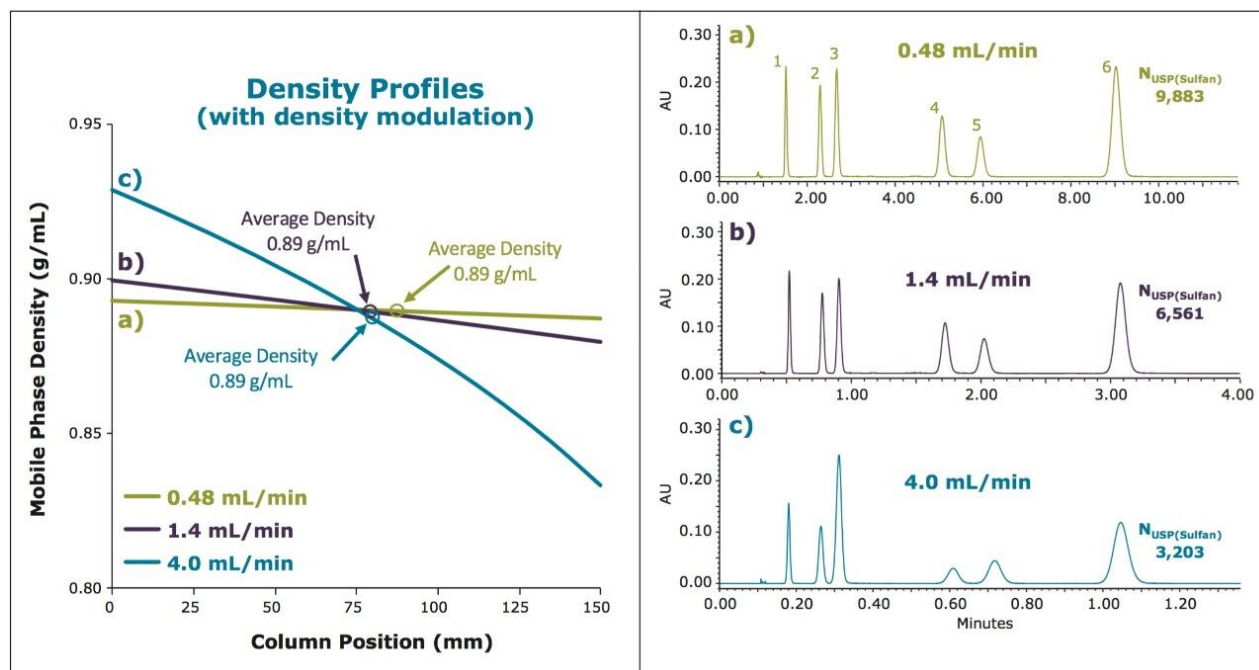 Density Profiles
(with density modulation)
Mobile Phase Density (g/mL)
0.95
0.90
0.85
0.80
c)
b)
a)
Average Density
0.89 g/mL
Average Density
0.89 g/mL
Average Density
0.89 g/mL
0.48 mL/min
1.4 mL/min
4.0 mL/min
0 25 50 75 100 125 150
Column Position (mm)
a)
0.48 mL/min
AU
0.30
0.20
0.10
0.00
1 2 3 4 5 6
NUSP(Sulfan)
9,883
0.00 2.00 4.00 6.00 8.00 10.00
b)
1.4 mL/min
AU
0.30
0.20
0.10
0.00
NUSP(Sulfan)
6,561
0.00 1.00 2.00 3.00 4.00
c)
4.0 mL/min
AU
0.30
0.20
0.10
0.00
NUSP(Sulfan)
3,203
0.00 0.20 0.40 0.60 0.80 1.00 1.20
Minutes